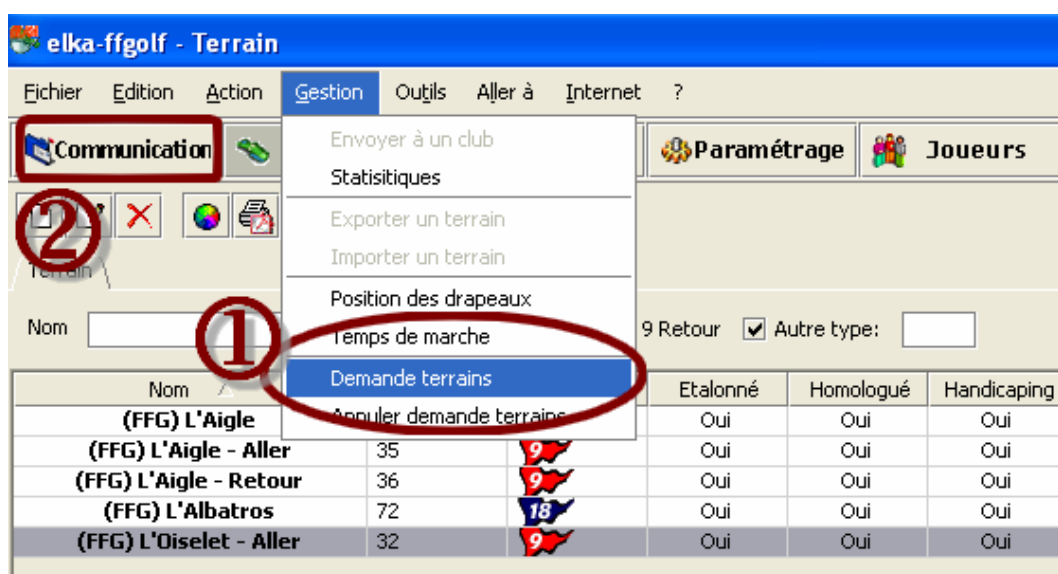 elka-ffgolf - Terrain
Fichier Edition Action Gestion Outils Aller à Internet ?
Communication Paramétrage Joueurs
Envoyer à un club
Statisitiques
Exporter un terrain
Importer un terrain
Position des drapeaux
Temps de marche
Demande terrains
Annuler demande terrains
2
Terrain
1
Nom 9 Retour Autre type:
Nom Etalonné Homologué Handicaping
(FFG) L'Aigle Oui Oui Oui
(FFG) L'Aigle - Aller 35 9 Oui Oui Oui
(FFG) L'Aigle - Retour 36 9 Oui Oui Oui
(FFG) L'Albatros 72 18 Oui Oui Oui
(FFG) L'Oiselet - Aller 32 9 Oui Oui Oui